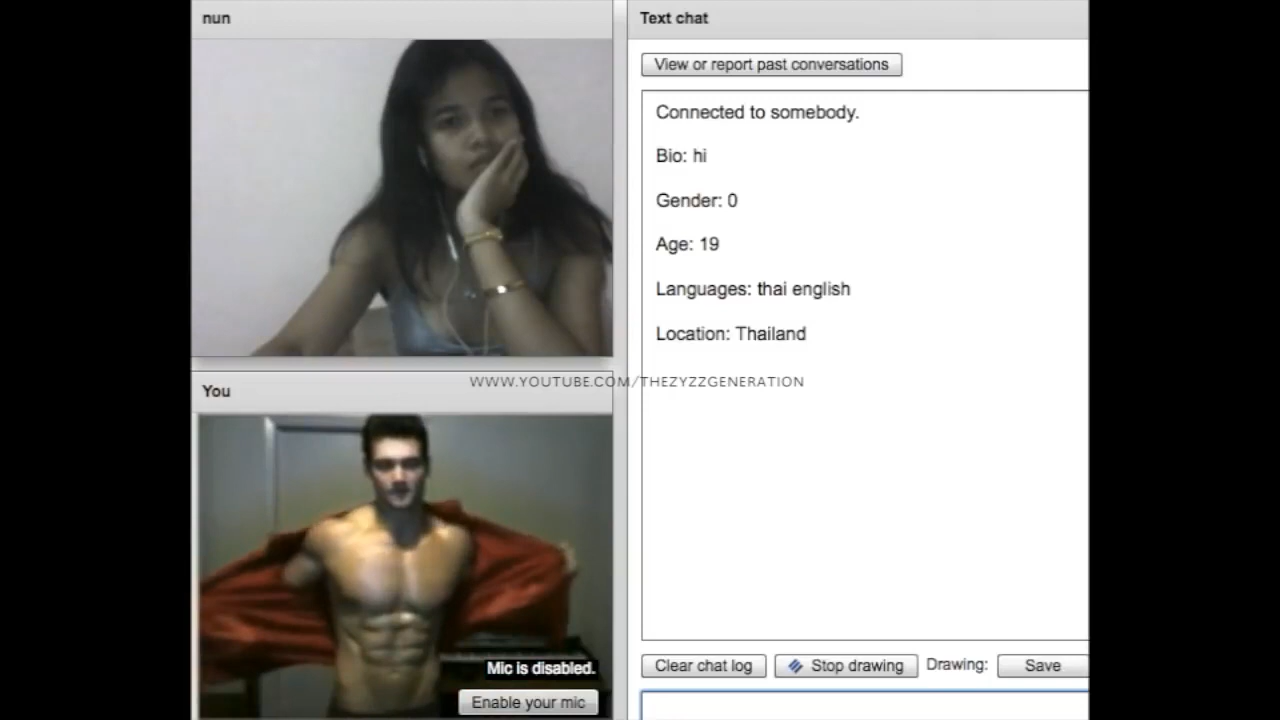 nun
Text chat
View or report past conversations
Connected to somebody.
Bio: hi
Gender: 0
Age: 19
Languages: thai english
Location: Thailand
WWW.YOUTUBE.COM/THEZYZZGENERATION
You
Mic is disabled.
Enable your mic
Clear chat log
Stop drawing
Drawing:
Save